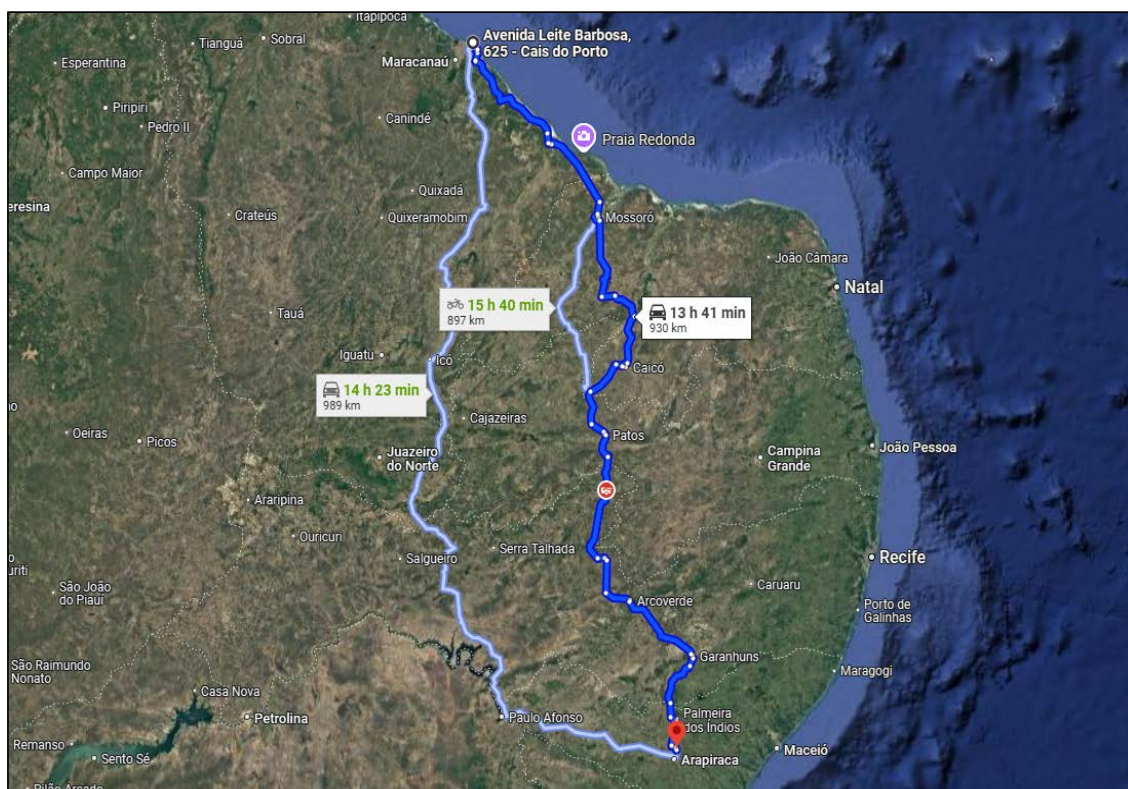 Itapipoca
Tianguá
Sobral
Avenida Leite Barbosa,
625 - Cais do Porto
Esperantina
Maracanaú
Piripiri
Pedro II
Canindé
Praia Redonda
Campo Maior
Quixadá
eresina
Crateús
Quixeramobim
Mossoró
João Câmara
Natal
15 h 40 min
897 km
13 h 41 min
930 km
Tauá
Iguatu
Icó
Caicó
14 h 23 min
989 km
Cajazeiras
Oeiras
Picos
Patos
João Pessoa
Juazeiro
do Norte
Campina
Grande
Araripina
Ouricuri
Salgueiro
Serra Talhada
Recife
uriti
São João
do Piauí
Caruaru
Arcoverde
Porto de
Galinhas
Garanhuns
São Raimundo
Nonato
Maragogi
Casa Nova
Petrolina
Paulo Afonso
Palmeira
dos Índios
Remanso
Sento Sé
Maceió
Arapiraca
Pilão Arcado